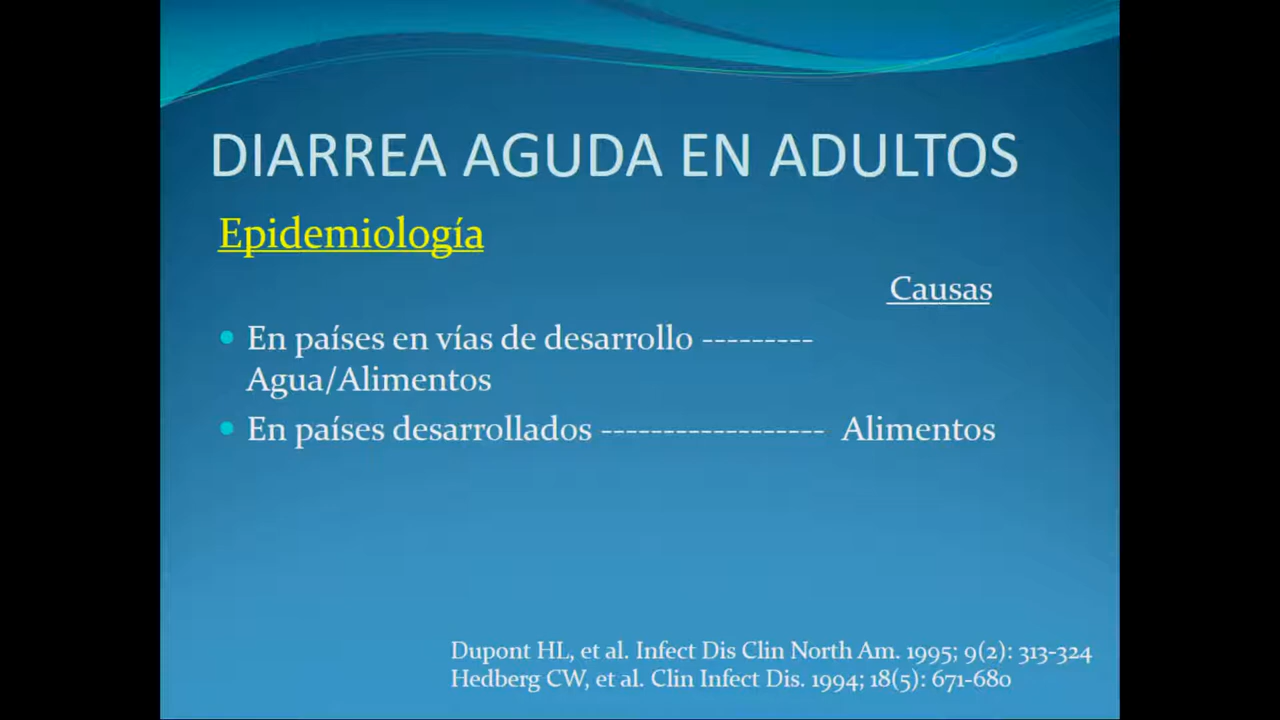 DIARREA AGUDA EN ADULTOS
Epidemiología
Causas
En países en vías de desarrollo ---------
Agua/Alimentos
En países desarrollados ------------------ Alimentos
Dupont HL, et al. Infect Dis Clin North Am. 1995; 9(2): 313-324
Hedberg CW, et al. Clin Infect Dis. 1994; 18(5): 671-680